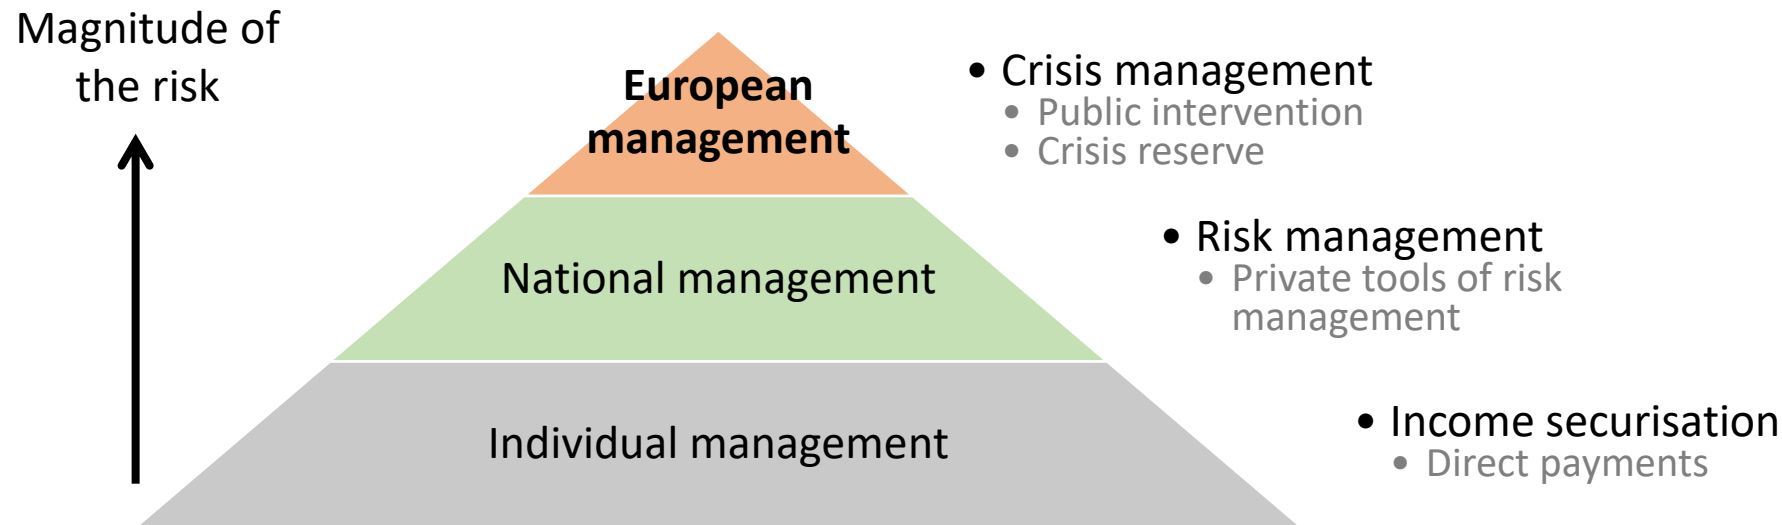 Magnitude of
the risk
European
management
• Crisis management
• Public intervention
• Crisis reserve
National management
• Risk management
• Private tools of risk
management
Individual management
• Income securisation
• Direct payments